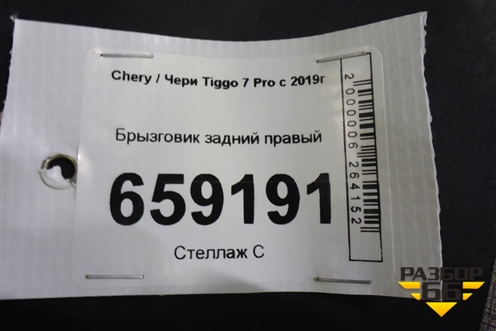 Chery / Чери Tiggo 7 Pro с 2019г
Брызговик задний правый
659191
Стеллаж С
2000006264152
РАЗБОР
66